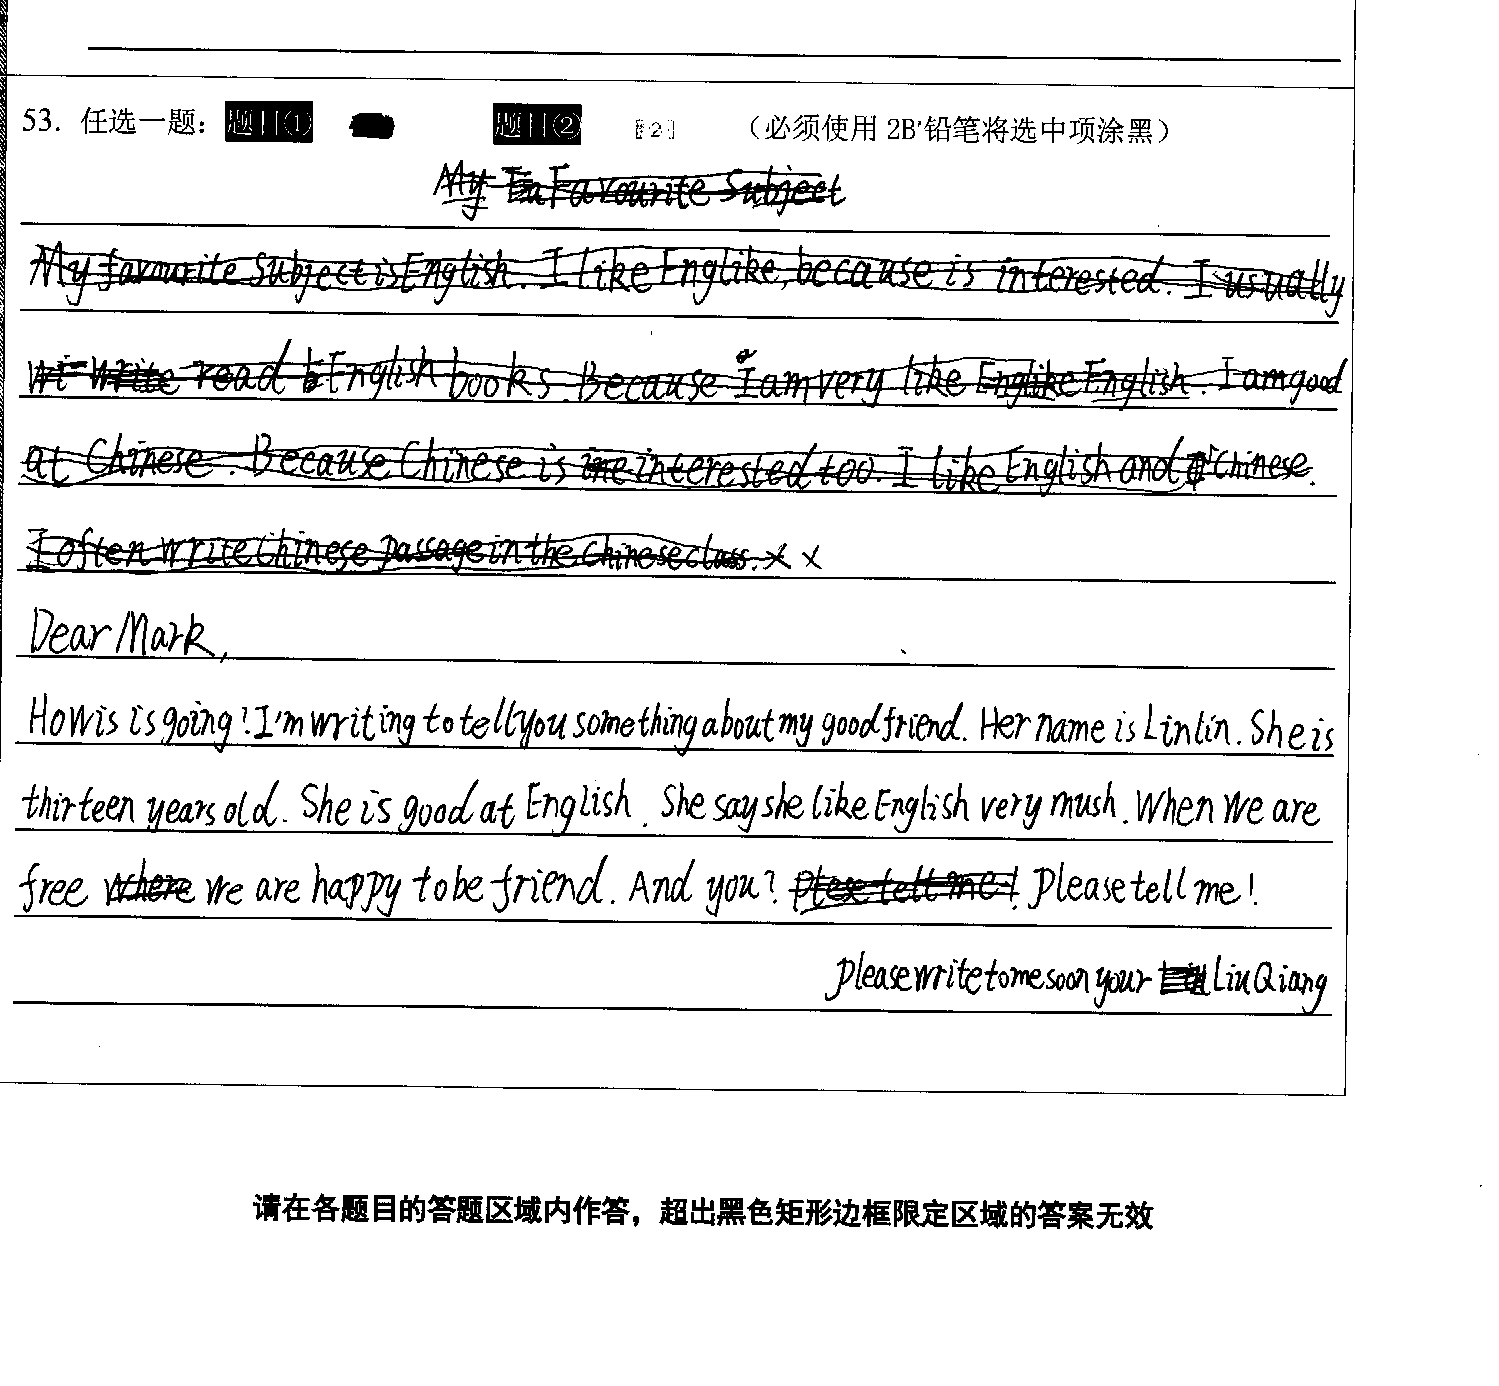 53. 任选一题： 题目① 题目② [2] （必须使用 2B 铅笔将选中项涂黑）
My Fa Favourite Subject
My favourite subject is English. I like Englike, because is interested. I usually
wi write read b English books. Because I am very like Englike English. I am good
at Chinese. Because Chinese is ine interested too. I like English and Chinese.
I often write Chinese passage in the Chinese class. x x
Dear Mark,
How is is going! I'm writing to tell you something about my good friend. Her name is Linlin. She is
thirteen years old. She is good at English. She say she like English very mush. When we are
free where we are happy to be friend. And you? Plese tell me! Please tell me!
please write to me soon your Liu Qiang
请在各题目的答题区域内作答，超出黑色矩形边框限定区域的答案无效